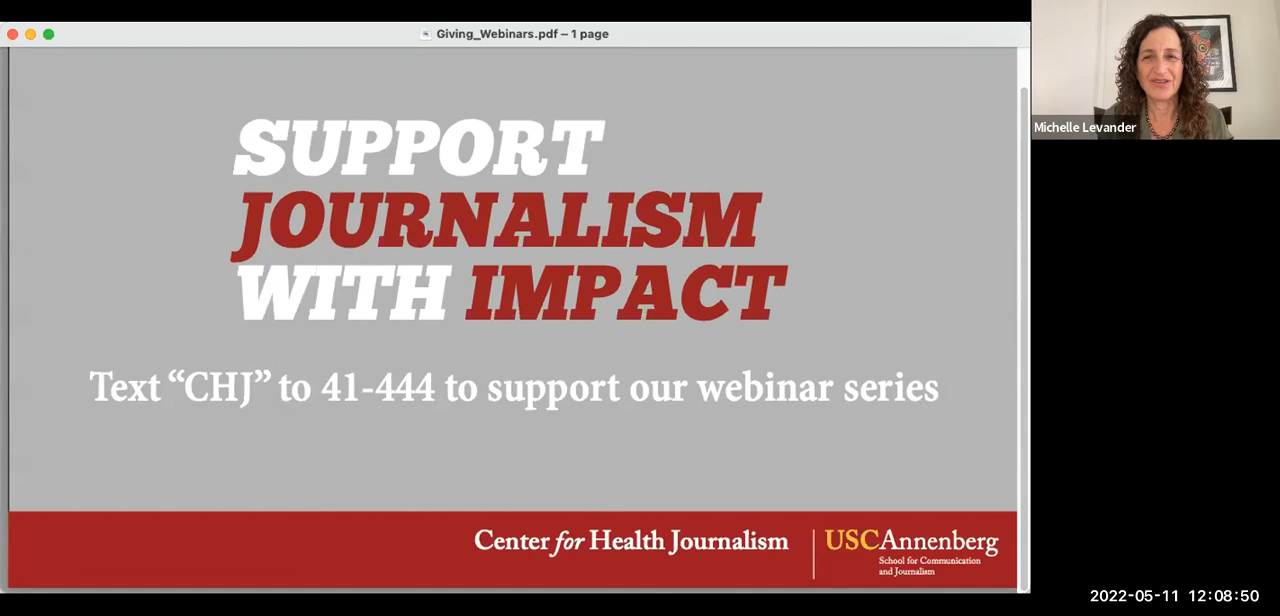 Giving_Webinars.pdf – 1 page
Michelle Levander
SUPPORT
JOURNALISM
WITH IMPACT
Text “CHJ” to 41-444 to support our webinar series
Center for Health Journalism
USCAnnenberg
School for Communication
and Journalism
2022-05-11 12:08:50